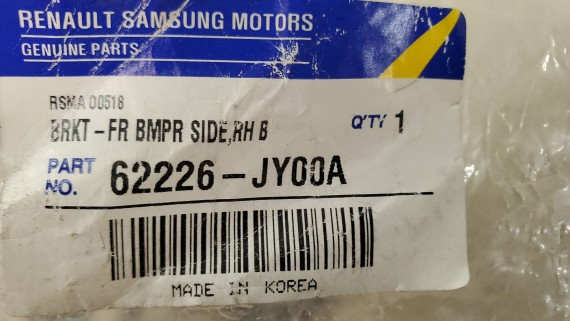 RENAULT SAMSUNG MOTORS
GENUINE PARTS
RSMA 00518
BRKT-FR BMPR SIDE,RH B
Q'TY 1
PART NO. 62226-JY00A
MADE IN KOREA